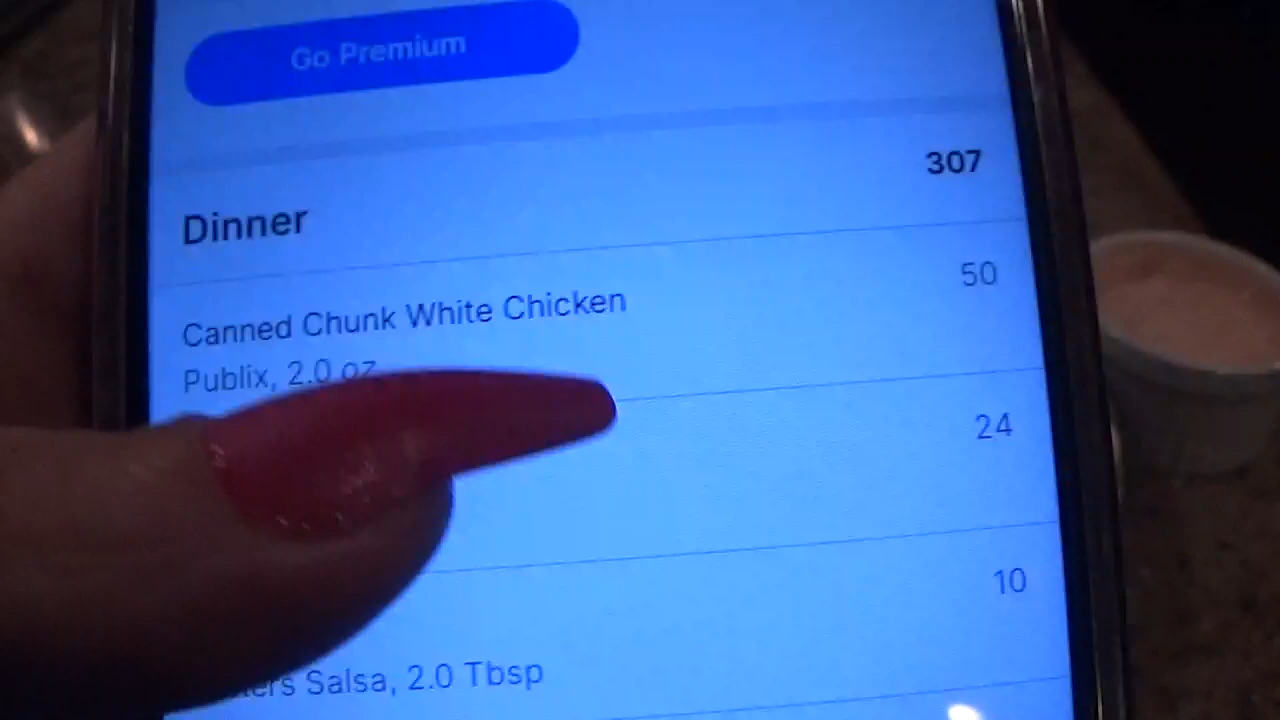 Go Premium
Dinner 307
Canned Chunk White Chicken 50
Publix, 2.0 oz
24
10
Salsa, 2.0 Tbsp